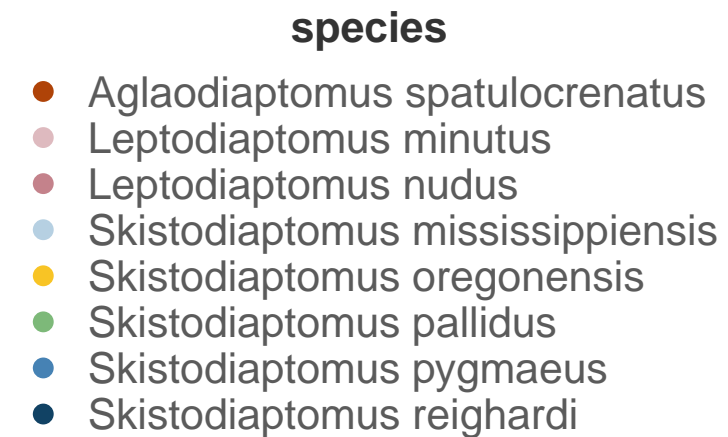 species
Aglaodiaptomus spatulocrenatus
Leptodiaptomus minutus
Leptodiaptomus nudus
Skistodiaptomus mississippiensis
Skistodiaptomus oregonensis
Skistodiaptomus pallidus
Skistodiaptomus pygmaeus
Skistodiaptomus reighardi